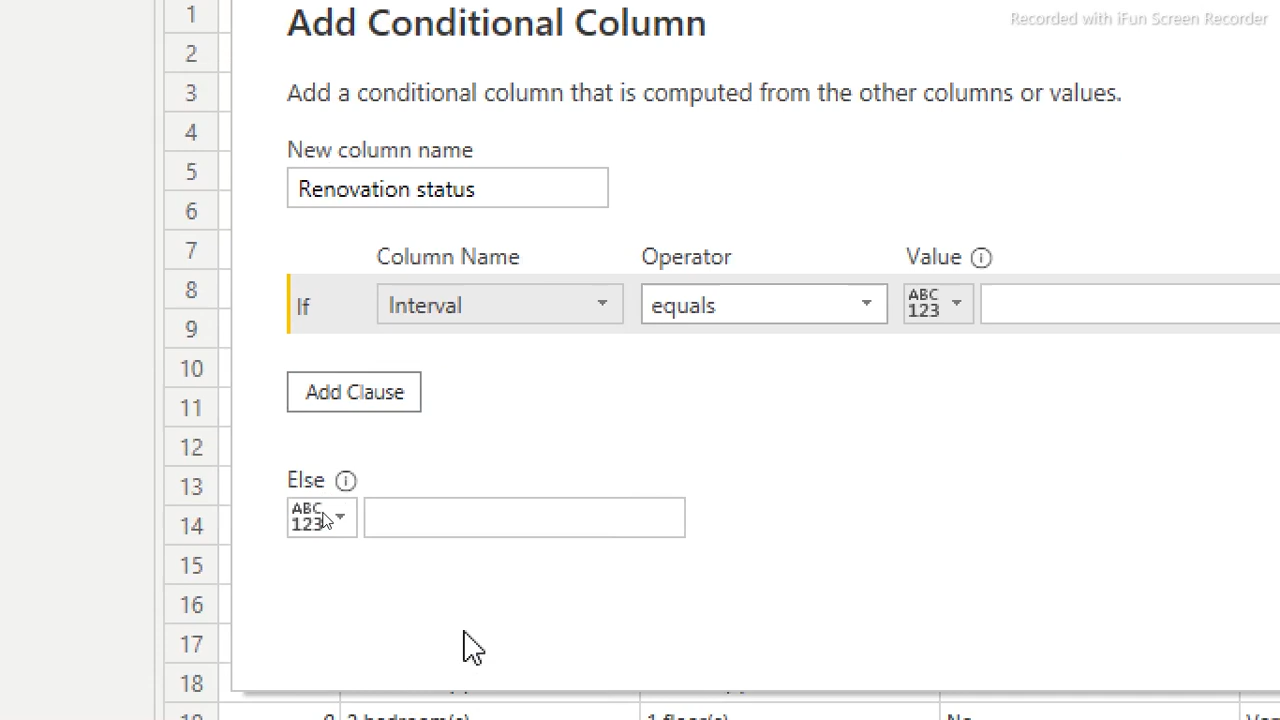 Recorded with iFun Screen Recorder
Add Conditional Column
Add a conditional column that is computed from the other columns or values.
New column name
Renovation status
Column Name Operator Value
If Interval equals ABC 123
Add Clause
Else
ABC 123
1
2
3
4
5
6
7
8
9
10
11
12
13
14
15
16
17
18